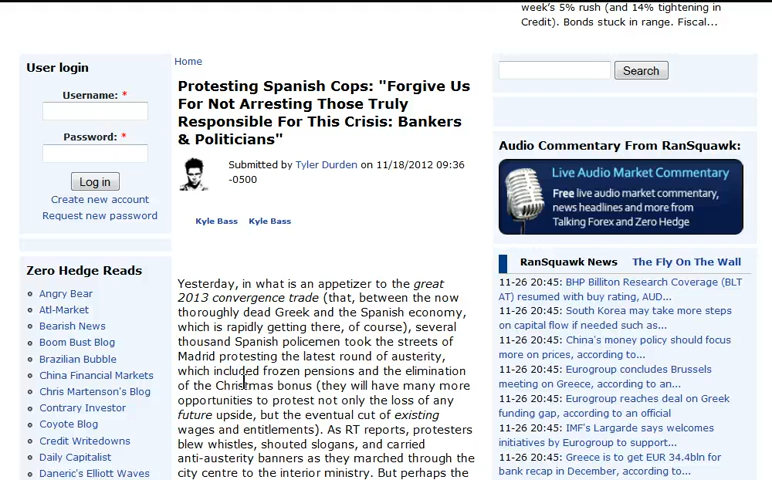 week's 5% rush (and 14% tightening in
Credit). Bonds stuck in range. Fiscal...
User login
Username: *
Password: *
Log in
Create new account
Request new password
Zero Hedge Reads
Angry Bear
Atl-Market
Bearish News
Boom Bust Blog
Brazilian Bubble
China Financial Markets
Chris Martenson's Blog
Contrary Investor
Coyote Blog
Credit Writedowns
Daily Capitalist
Daneric's Elliott Waves
Home
Protesting Spanish Cops: "Forgive Us
For Not Arresting Those Truly
Responsible For This Crisis: Bankers
& Politicians"
Submitted by Tyler Durden on 11/18/2012 09:36
-0500
Kyle Bass Kyle Bass
Yesterday, in what is an appetizer to the great
2013 convergence trade (that, between the now
thoroughly dead Greek and the Spanish economy,
which is rapidly getting there, of course), several
thousand Spanish policemen took the streets of
Madrid protesting the latest round of austerity,
which included frozen pensions and the elimination
of the Christmas bonus (they will have many more
opportunities to protest not only the loss of any
future upside, but the eventual cut of existing
wages and entitlements). As RT reports, protesters
blew whistles, shouted slogans, and carried
anti-austerity banners as they marched through the
city centre to the interior ministry. But perhaps the
Search
Audio Commentary From RanSquawk:
Live Audio Market Commentary
Free live audio market commentary,
news headlines and more from
Talking Forex and Zero Hedge
RanSquawk News The Fly On The Wall
11-26 20:45: BHP Billiton Research Coverage (BLT
AT) resumed with buy rating, AUD...
11-26 20:45: South Korea may take more steps
on capital flow if needed such as...
11-26 20:45: China's money policy should focus
more on prices, according to...
11-26 20:45: Eurogroup concludes Brussels
meeting on Greece, according to an...
11-26 20:45: Eurogroup reaches deal on Greek
funding gap, according to an official
11-26 20:45: IMF's Largarde says welcomes
initiatives by Eurogroup to support...
11-26 20:45: Greece is to get EUR 34.4bln for
bank recap in December, according to...